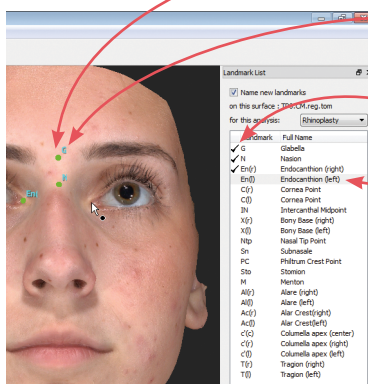 Landmark List
Name new landmarks
on this surface : TPS:CM.reg.tom
for this analysis: Rhinoplasty
Landmark Full Name
G Glabella
N Nasion
En(r) Endocanthion (right)
En(l) Endocanthion (left)
C(r) Cornea Point
C(l) Cornea Point
IN Intercanthal Midpoint
X(r) Bony Base (right)
X(l) Bony Base (left)
Ntp Nasal Tip Point
Sn Subnasale
PC Philtrum Crest Point
Sto Stomion
M Menton
Al(r) Alare (right)
Al(l) Alare (left)
Ac(r) Alar Crest(right)
Ac(l) Alar Crest(left)
c'(c) Columella apex (center)
c'(r) Columella apex (right)
c'(l) Columella apex (left)
T(r) Tragion (right)
T(l) Tragion (left)
G
N
En(